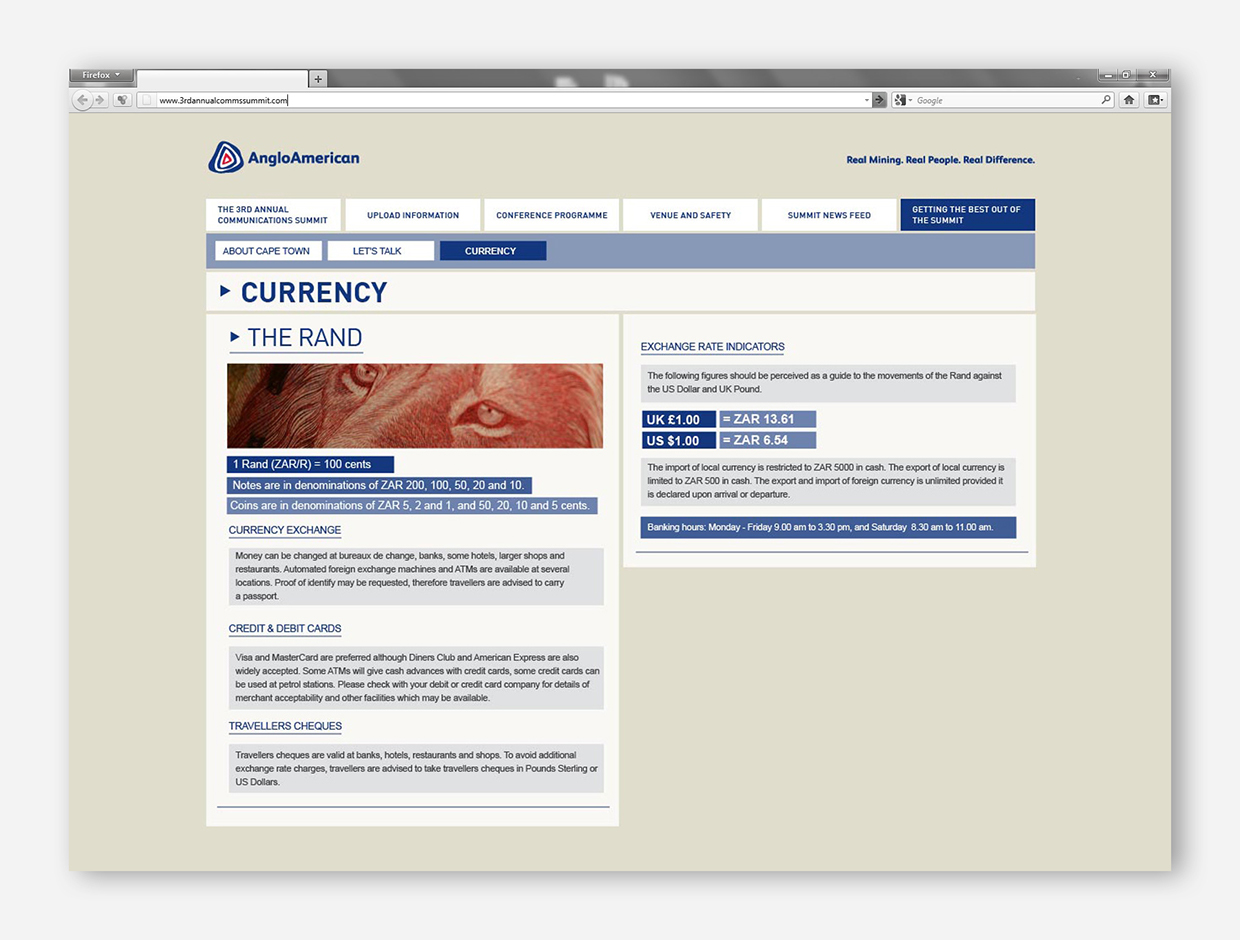 Firefox
www.3rdannualcommssummit.com
Google
AngloAmerican
Real Mining. Real People. Real Difference.
THE 3RD ANNUAL
COMMUNICATIONS SUMMIT
UPLOAD INFORMATION
CONFERENCE PROGRAMME
VENUE AND SAFETY
SUMMIT NEWS FEED
GETTING THE BEST OUT OF
THE SUMMIT
ABOUT CAPE TOWN
LET'S TALK
CURRENCY
CURRENCY
THE RAND
1 Rand (ZAR/R) = 100 cents
Notes are in denominations of ZAR 200, 100, 50, 20 and 10.
Coins are in denominations of ZAR 5, 2 and 1, and 50, 20, 10 and 5 cents.
CURRENCY EXCHANGE
Money can be changed at bureaux de change, banks, some hotels, larger shops and
restaurants. Automated foreign exchange machines and ATMs are available at several
locations. Proof of identify may be requested, therefore travellers are advised to carry
a passport.
CREDIT & DEBIT CARDS
Visa and MasterCard are preferred although Diners Club and American Express are also
widely accepted. Some ATMs will give cash advances with credit cards, some credit cards can
be used at petrol stations. Please check with your debit or credit card company for details of
merchant acceptability and other facilities which may be available.
TRAVELLERS CHEQUES
Travellers cheques are valid at banks, hotels, restaurants and shops. To avoid additional
exchange rate charges, travellers are advised to take travellers cheques in Pounds Sterling or
US Dollars.
EXCHANGE RATE INDICATORS
The following figures should be perceived as a guide to the movements of the Rand against
the US Dollar and UK Pound.
UK £1.00 = ZAR 13.61
US $1.00 = ZAR 6.54
The import of local currency is restricted to ZAR 5000 in cash. The export of local currency is
limited to ZAR 500 in cash. The export and import of foreign currency is unlimited provided it
is declared upon arrival or departure.
Banking hours: Monday - Friday 9.00 am to 3.30 pm, and Saturday 8.30 am to 11.00 am.